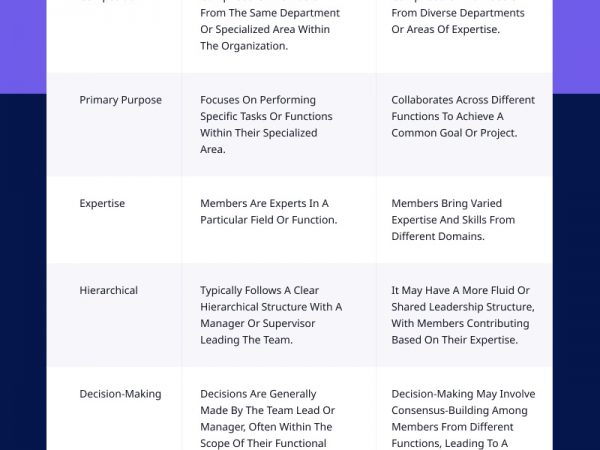 From The Same Department
Or Specialized Area Within
The Organization.
From Diverse Departments
Or Areas Of Expertise.
Primary Purpose
Focuses On Performing
Specific Tasks Or Functions
Within Their Specialized
Area.
Collaborates Across Different
Functions To Achieve A
Common Goal Or Project.
Expertise
Members Are Experts In A
Particular Field Or Function.
Members Bring Varied
Expertise And Skills From
Different Domains.
Hierarchical
Typically Follows A Clear
Hierarchical Structure With A
Manager Or Supervisor
Leading The Team.
It May Have A More Fluid Or
Shared Leadership Structure,
With Members Contributing
Based On Their Expertise.
Decision-Making
Decisions Are Generally
Made By The Team Lead Or
Manager, Often Within The
Scope Of Their Functional
Decision-Making May Involve
Consensus-Building Among
Members From Different
Functions, Leading To A